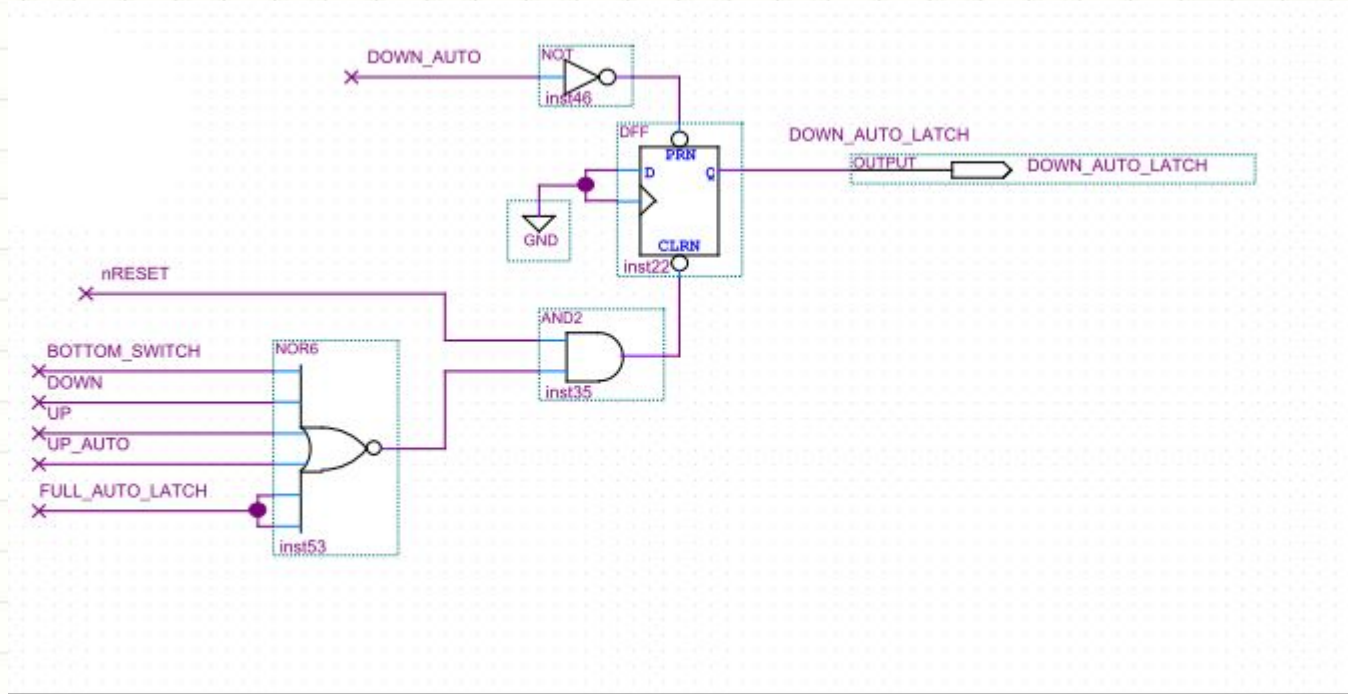 DOWN_AUTO
NOT
inst46
DFF
PRN
D
Q
CLRN
inst22
GND
DOWN_AUTO_LATCH
OUTPUT
DOWN_AUTO_LATCH
nRESET
AND2
inst35
BOTTOM_SWITCH
DOWN
UP
UP_AUTO
FULL_AUTO_LATCH
NOR6
inst53